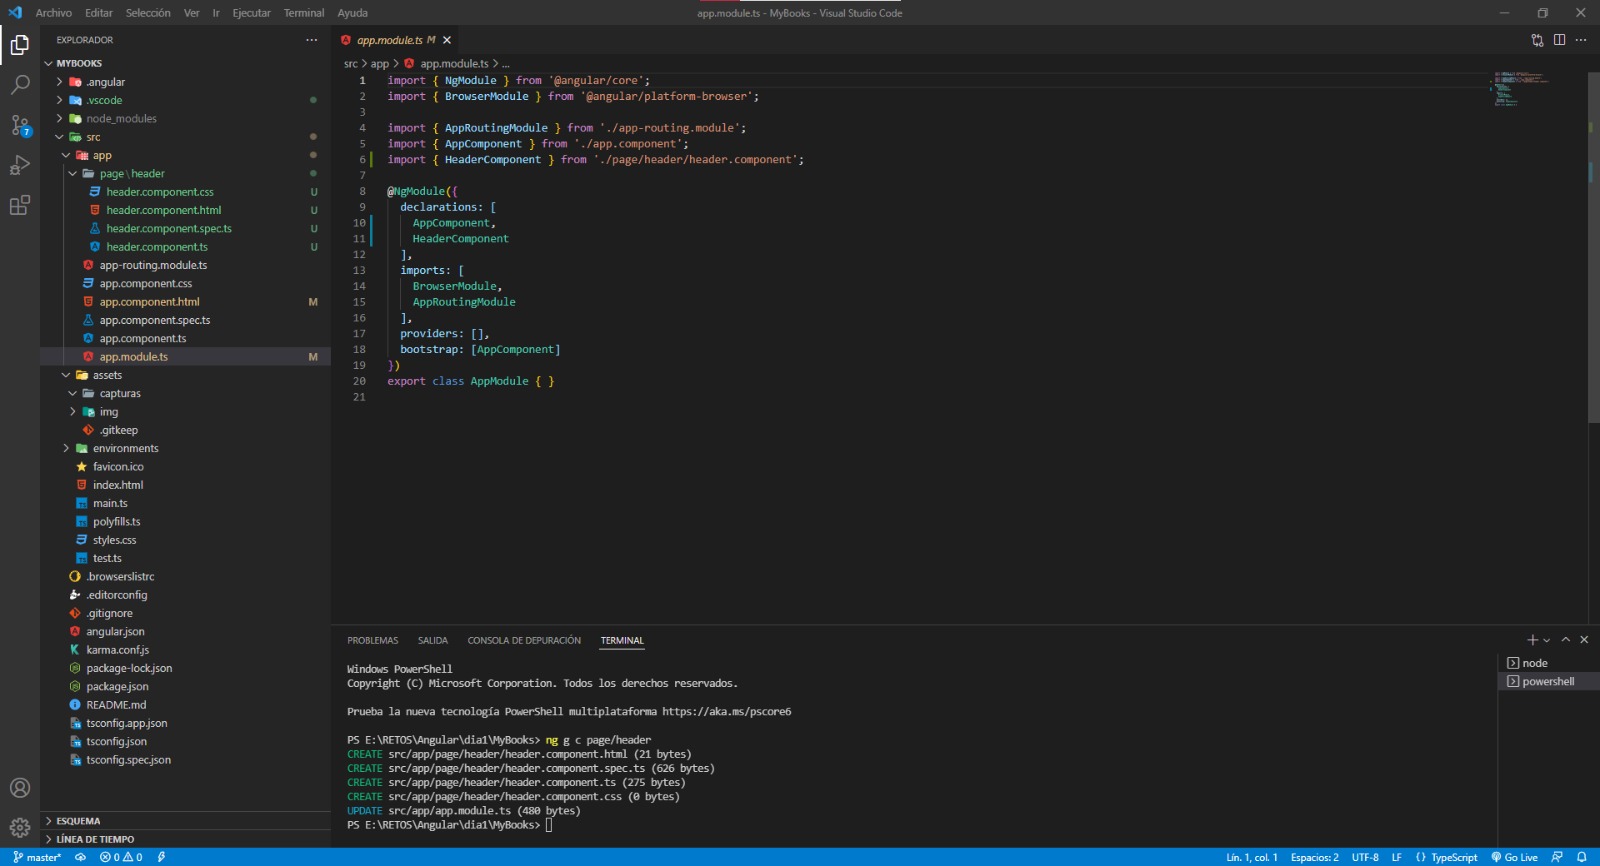 Archivo Editar Selección Ver Ir Ejecutar Terminal Ayuda
app.module.ts - MyBooks - Visual Studio Code
EXPLORADOR
MYBOOKS
.angular
.vscode
node_modules
src
app
page\header
header.component.css U
header.component.html U
header.component.spec.ts U
header.component.ts U
app-routing.module.ts
app.component.css
app.component.html M
app.component.spec.ts
app.component.ts
app.module.ts M
assets
capturas
img
.gitkeep
environments
favicon.ico
index.html
main.ts
polyfills.ts
styles.css
test.ts
.browserslistrc
.editorconfig
.gitignore
angular.json
karma.conf.js
package-lock.json
package.json
README.md
tsconfig.app.json
tsconfig.json
tsconfig.spec.json
ESQUEMA
LÍNEA DE TIEMPO
7
app.module.ts M
src > app > app.module.ts > ...
1 import { NgModule } from '@angular/core';
2 import { BrowserModule } from '@angular/platform-browser';
3
4 import { AppRoutingModule } from './app-routing.module';
5 import { AppComponent } from './app.component';
6 import { HeaderComponent } from './page/header/header.component';
7
8 @NgModule({
9 declarations: [
10 AppComponent,
11 HeaderComponent
12 ],
13 imports: [
14 BrowserModule,
15 AppRoutingModule
16 ],
17 providers: [],
18 bootstrap: [AppComponent]
19 })
20 export class AppModule { }
21
PROBLEMAS SALIDA CONSOLA DE DEPURACIÓN TERMINAL
Windows PowerShell
Copyright (C) Microsoft Corporation. Todos los derechos reservados.
Prueba la nueva tecnología PowerShell multiplataforma https://aka.ms/pscore6
PS E:\RETOS\Angular\dia1\MyBooks> ng g c page/header
CREATE src/app/page/header/header.component.html (21 bytes)
CREATE src/app/page/header/header.component.spec.ts (626 bytes)
CREATE src/app/page/header/header.component.ts (275 bytes)
CREATE src/app/page/header/header.component.css (0 bytes)
UPDATE src/app/app.module.ts (480 bytes)
PS E:\RETOS\Angular\dia1\MyBooks>
node
powershell
master* 0 0
Lín. 1, col. 1 Espacios: 2 UTF-8 LF {} TypeScript Go Live